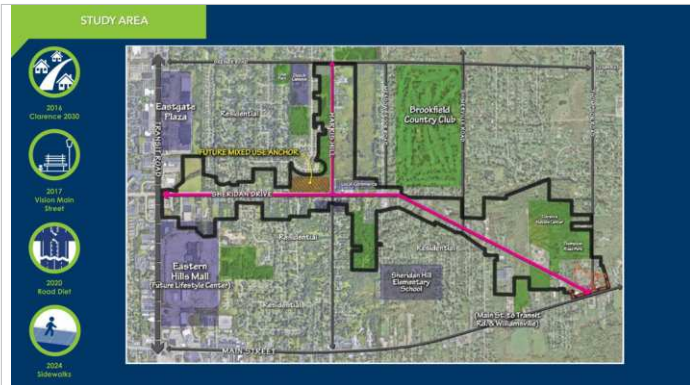 STUDY AREA
2016
Clarence 2030
2017
Vision Main
Street
2020
Road Diet
2024
Sidewalks
Eastgate
Plaza
Residential
TRANSIT ROAD
FUTURE MIXED USE ANCHOR
HARRIS HILL
Brookfield
Country Club
SHERIDAN DRIVE
Residential
Residential
Eastern
Hills Mall
(Future Lifestyle Center)
Sheridan Hill
Elementary
School
Residential
(Main St. to Transit
Rd. & Williamsville)
MAIN STREET